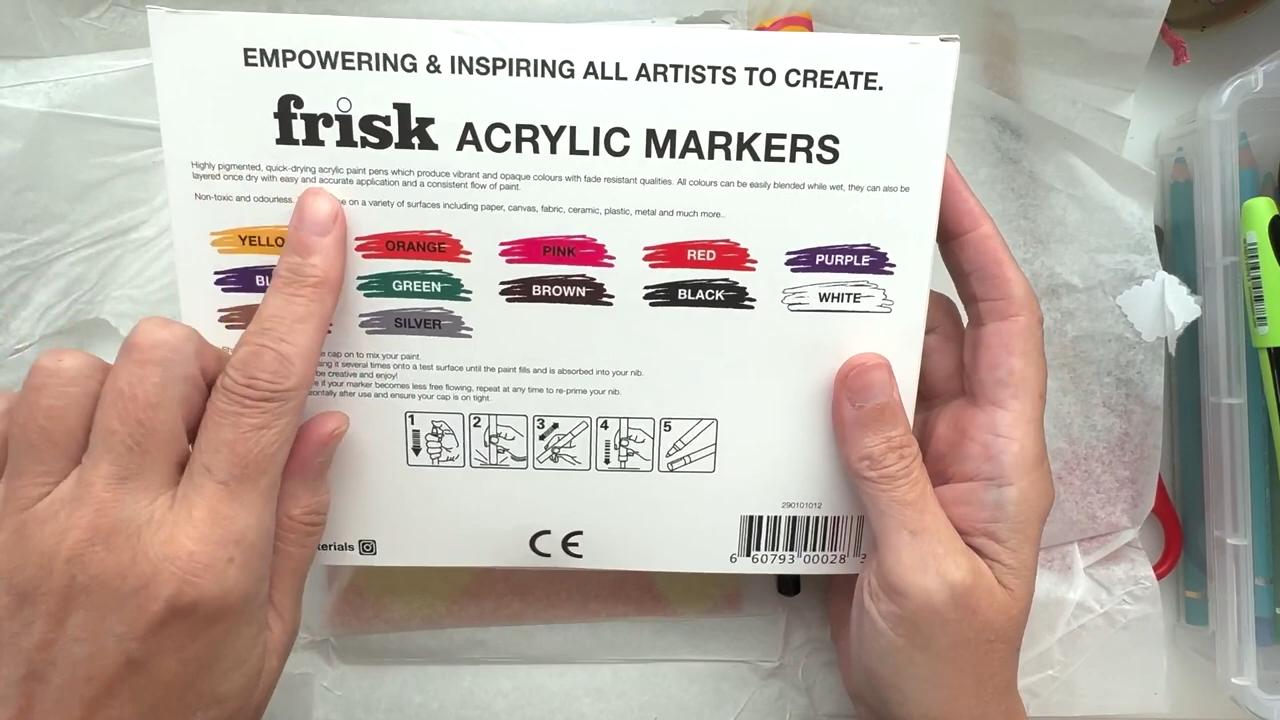 EMPOWERING & INSPIRING ALL ARTISTS TO CREATE.
frisk ACRYLIC MARKERS
Highly pigmented, quick-drying acrylic paint pens which produce vibrant and opaque colours with fade resistant qualities. All colours can be easily blended while wet, they can also be
layered once dry with easy and accurate application and a consistent flow of paint.
Non-toxic and odourless. on a variety of surfaces including paper, canvas, fabric, ceramic, plastic, metal and much more..
YELLO ORANGE PINK RED PURPLE
BL GREEN BROWN BLACK WHITE
SILVER
cap on to mix your paint.
it several times onto a test surface until the paint fills and is absorbed into your nib.
be creative and enjoy!
if your marker becomes less free flowing, repeat at any time to re-prime your nib.
after use and ensure your cap is on tight.
1 2 3 4 5
290101012
CE
erials
6 60793 00028 3